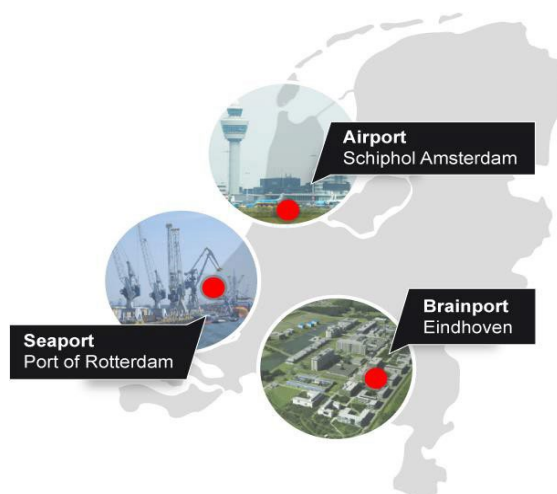 Airport
Schiphol Amsterdam
Brainport
Eindhoven
Seaport
Port of Rotterdam